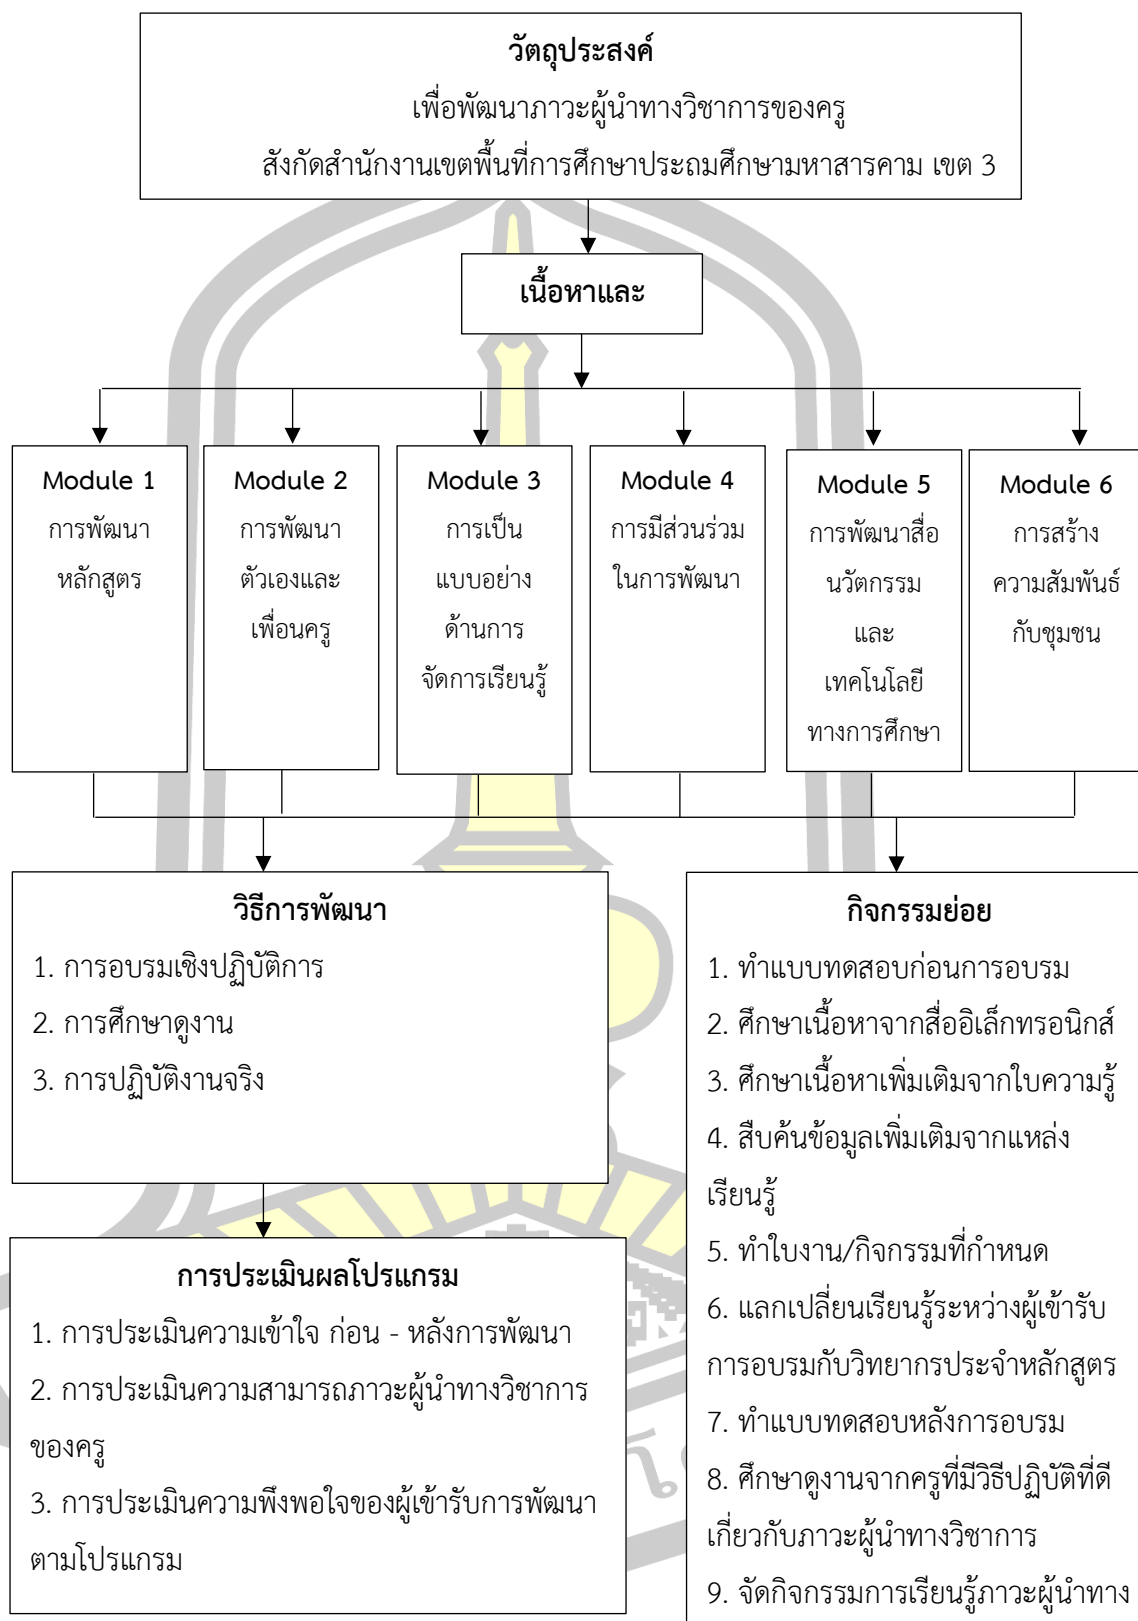 วัตถุประสงค์
เพื่อพัฒนาภาวะผู้นำทางวิชาการของครู
สังกัดสำนักงานเขตพื้นที่การศึกษาประถมศึกษามหาสารคาม เขต 3
เนื้อหาและ
Module 1
การพัฒนา
หลักสูตร
Module 2
การพัฒนา
ตัวเองและ
เพื่อนครู
Module 3
การเป็น
แบบอย่าง
ด้านการ
จัดการเรียนรู้
Module 4
การมีส่วนร่วม
ในการพัฒนา
Module 5
การพัฒนาสื่อ
นวัตกรรม
และ
เทคโนโลยี
ทางการศึกษา
Module 6
การสร้าง
ความสัมพันธ์
กับชุมชน
วิธีการพัฒนา
1. การอบรมเชิงปฏิบัติการ
2. การศึกษาดูงาน
3. การปฏิบัติงานจริง
การประเมินผลโปรแกรม
1. การประเมินความเข้าใจ ก่อน - หลังการพัฒนา
2. การประเมินความสามารถภาวะผู้นำทางวิชาการ
ของครู
3. การประเมินความพึงพอใจของผู้เข้ารับการพัฒนา
ตามโปรแกรม
กิจกรรมย่อย
1. ทำแบบทดสอบก่อนการอบรม
2. ศึกษาเนื้อหาจากสื่ออิเล็กทรอนิกส์
3. ศึกษาเนื้อหาเพิ่มเติมจากใบความรู้
4. สืบค้นข้อมูลเพิ่มเติมจากแหล่ง
เรียนรู้
5. ทำใบงาน/กิจกรรมที่กำหนด
6. แลกเปลี่ยนเรียนรู้ระหว่างผู้เข้ารับ
การอบรมกับวิทยากรประจำหลักสูตร
7. ทำแบบทดสอบหลังการอบรม
8. ศึกษาดูงานจากครูที่มีวิธีปฏิบัติที่ดี
เกี่ยวกับภาวะผู้นำทางวิชาการ
9. จัดกิจกรรมการเรียนรู้ภาวะผู้นำทาง